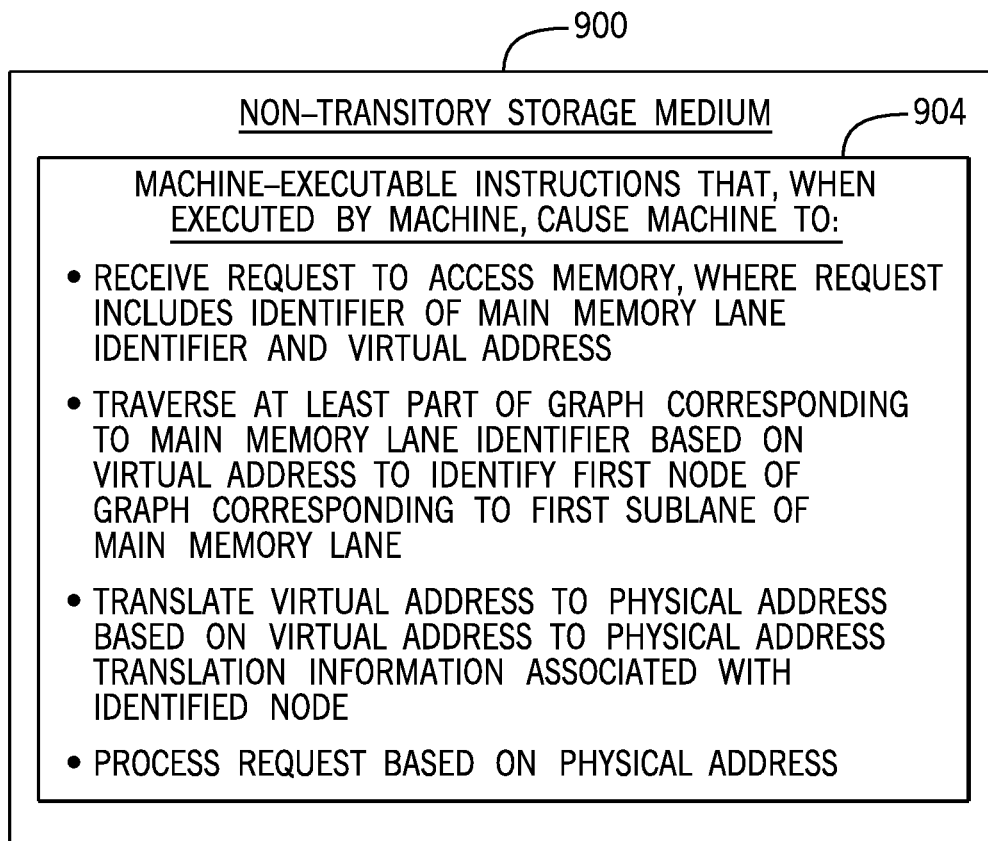 900
NON–TRANSITORY STORAGE MEDIUM
904
MACHINE–EXECUTABLE INSTRUCTIONS THAT, WHEN
EXECUTED BY MACHINE, CAUSE MACHINE TO:
• RECEIVE REQUEST TO ACCESS MEMORY, WHERE REQUEST
INCLUDES IDENTIFIER OF MAIN MEMORY LANE
IDENTIFIER AND VIRTUAL ADDRESS
• TRAVERSE AT LEAST PART OF GRAPH CORRESPONDING
TO MAIN MEMORY LANE IDENTIFIER BASED ON
VIRTUAL ADDRESS TO IDENTIFY FIRST NODE OF
GRAPH CORRESPONDING TO FIRST SUBLANE OF
MAIN MEMORY LANE
• TRANSLATE VIRTUAL ADDRESS TO PHYSICAL ADDRESS
BASED ON VIRTUAL ADDRESS TO PHYSICAL ADDRESS
TRANSLATION INFORMATION ASSOCIATED WITH
IDENTIFIED NODE
• PROCESS REQUEST BASED ON PHYSICAL ADDRESS